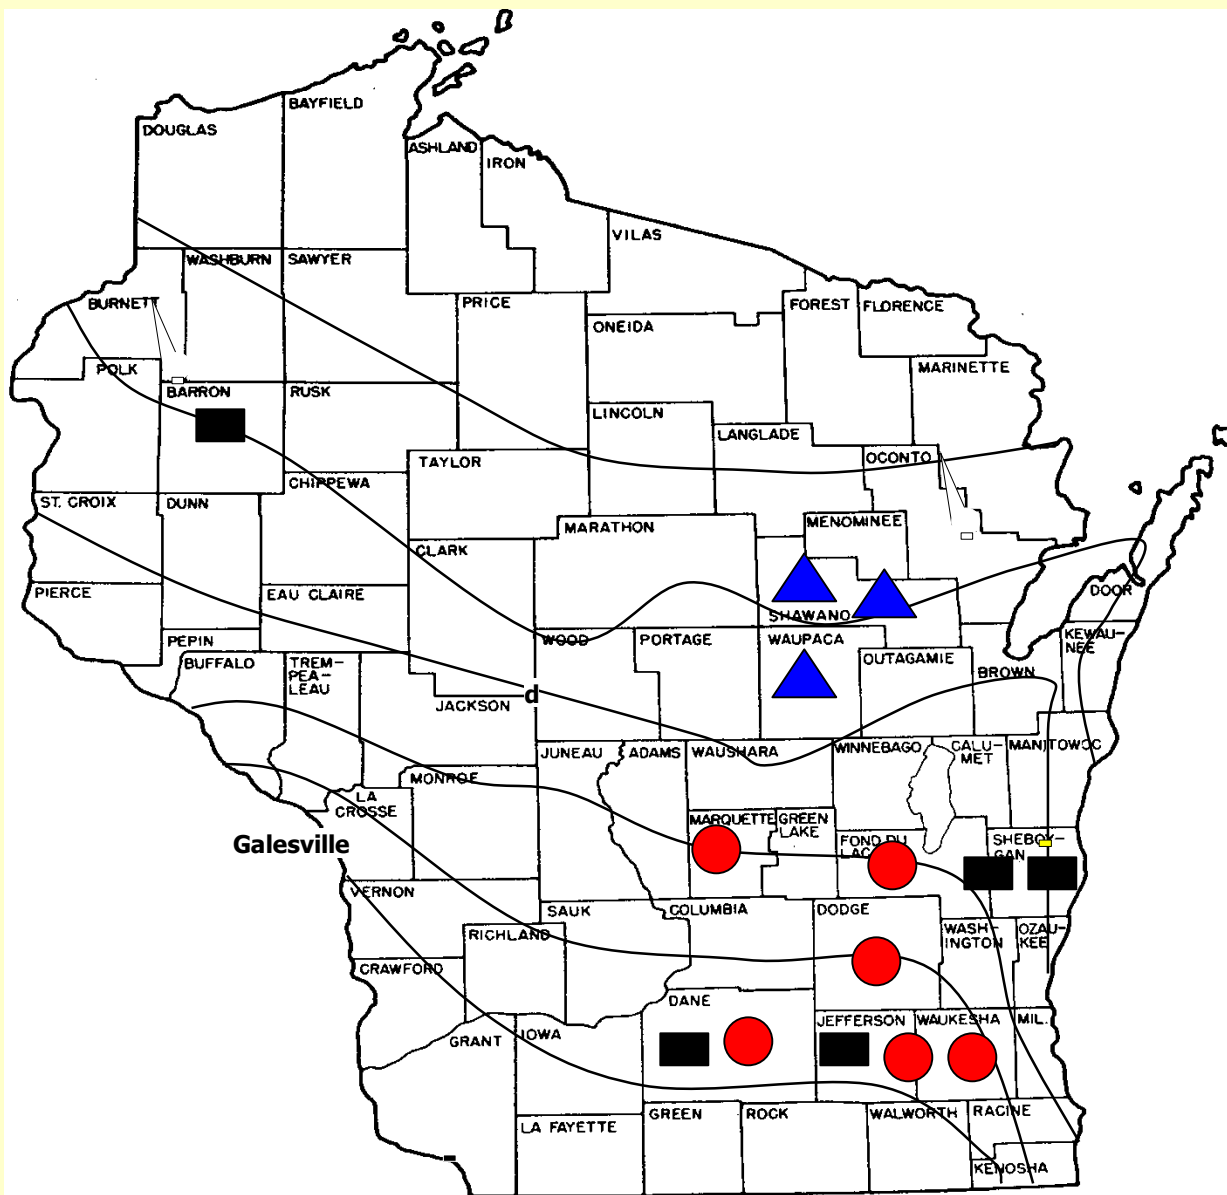 BAYFIELD
DOUGLAS
ASHLAND
IRON
VILAS
WASHBURN
SAWYER
BURNETT
PRICE
FOREST
FLORENCE
ONEIDA
POLK
MARINETTE
BARRON
RUSK
LINCOLN
LANGLADE
OCONTO
TAYLOR
CHIPPEWA
ST. CROIX
DUNN
MARATHON
MENOMINEE
CLARK
PIERCE
EAU CLAIRE
DOOR
SHAWANO
PEPIN
WOOD
PORTAGE
WAUPACA
KEWAU-
NEE
BUFFALO
TREM-
PEA-
LEAU
OUTAGAMIE
BROWN
d
JACKSON
JUNEAU
ADAMS
WAUSHARA
WINNEBAGO
CALU-
MET
MANITOWOC
MONROE
LA
CROSSE
MARQUETTE
GREEN
LAKE
FOND DU
LAC
SHEBOY-
GAN
Galesville
VERNON
SAUK
COLUMBIA
DODGE
RICHLAND
WASH-
INGTON
OZAU-
KEE
CRAWFORD
DANE
GRANT
IOWA
JEFFERSON
WAUKESHA
MIL.
LA FAYETTE
GREEN
ROCK
WALWORTH
RACINE
KENOSHA